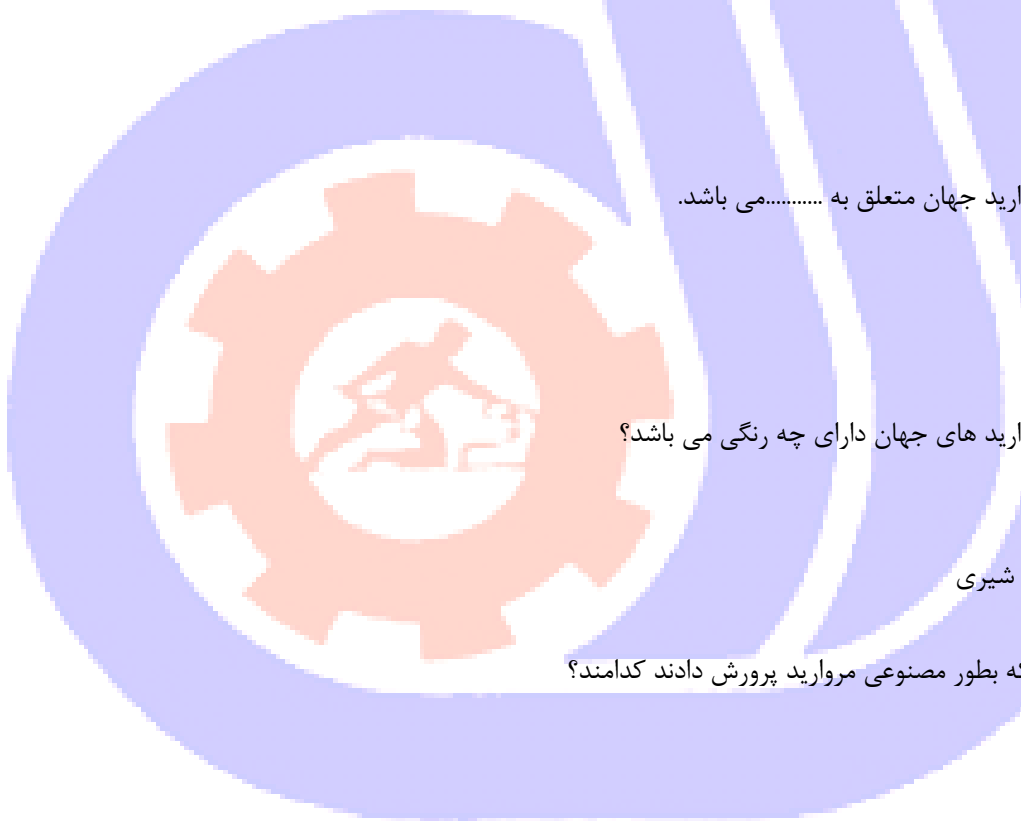 ارید جهان متعلق به ...........می باشد.
ارید های جهان دارای چه رنگی می باشد؟
شیری
که بطور مصنوعی مروارید پرورش دادند کدامند؟